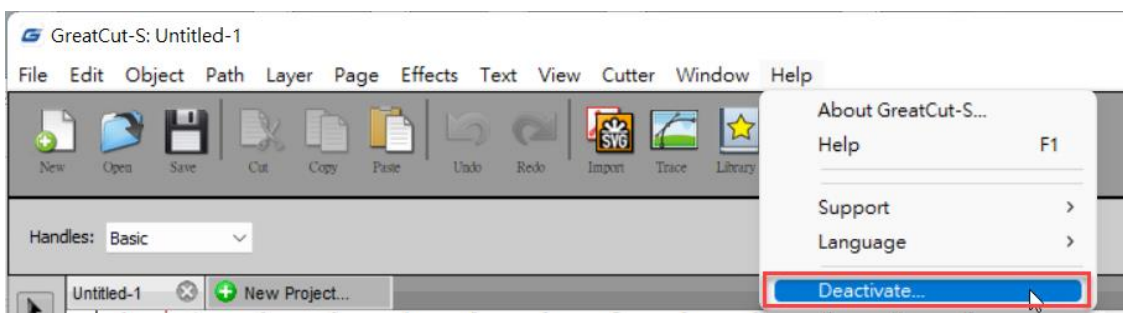 GreatCut-S: Untitled-1
File Edit Object Path Layer Page Effects Text View Cutter Window Help
New Open Save Cut Copy Paste Undo Redo Import Trace Library
SVG
About GreatCut-S...
Help F1
Support
Language
Deactivate...
Handles: Basic
Untitled-1 New Project...